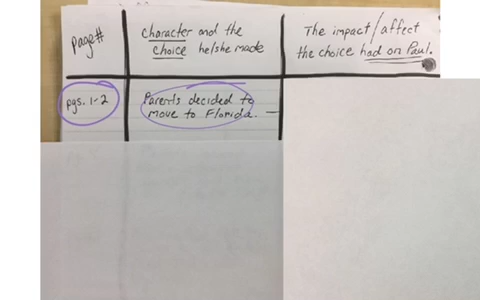 page#
Character and the
choice he/she made
The impact/affect
the choice had on Paul.
pgs. 1-2
Parents decided to
move to Florida. —